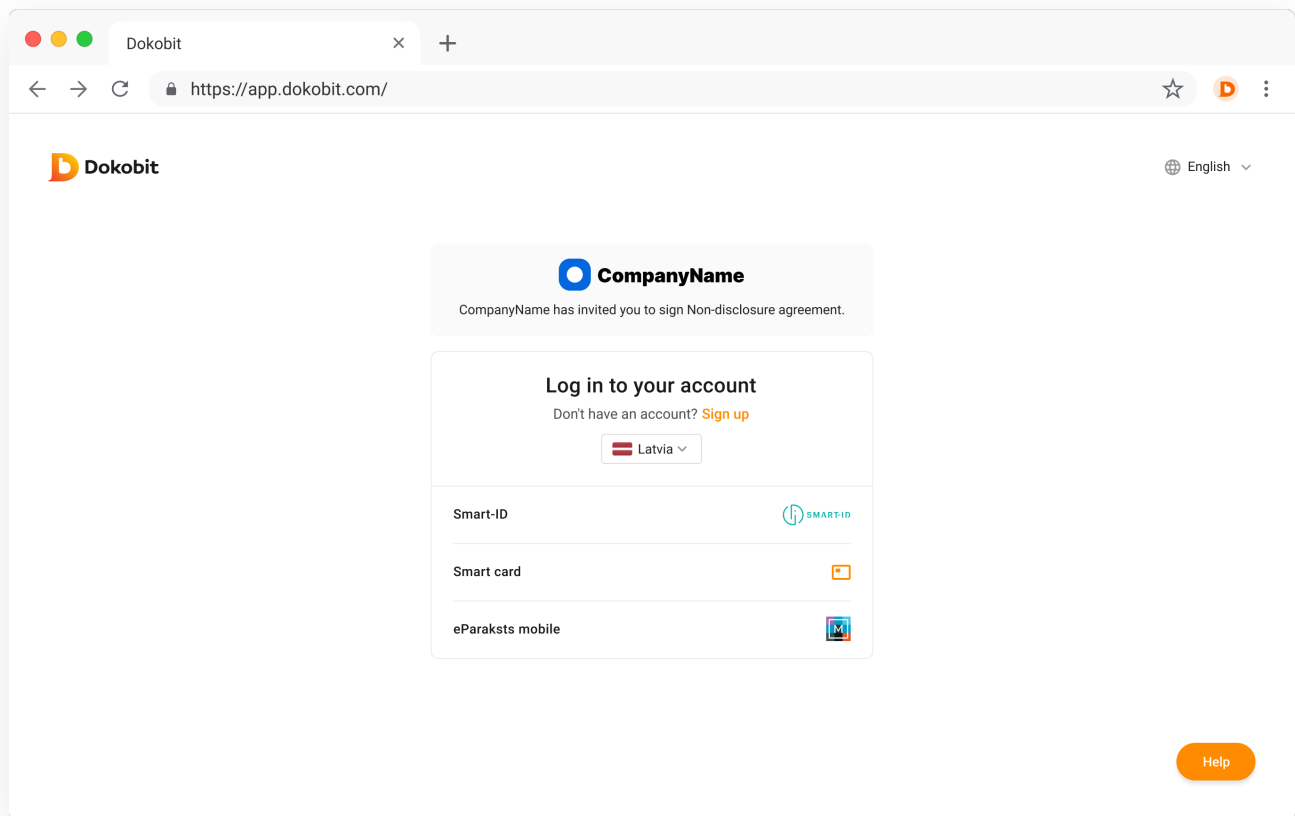 Dokobit
https://app.dokobit.com/
Dokobit
English
CompanyName
CompanyName has invited you to sign Non-disclosure agreement.
Log in to your account
Don't have an account? Sign up
Latvia
Smart-ID
SMART-ID
Smart card
eParaksts mobile
M
Help